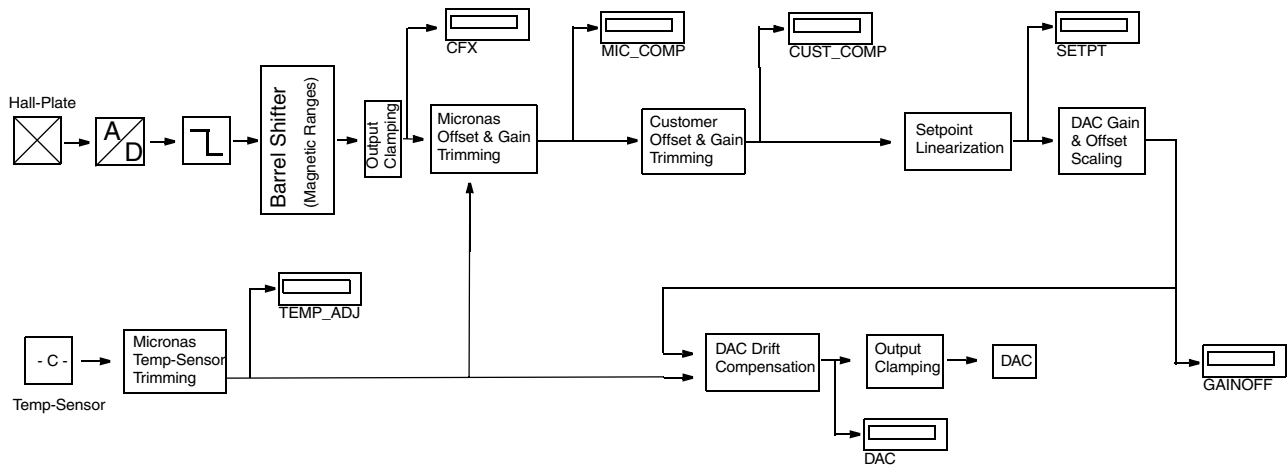 CFX
MIC_COMP
CUST_COMP
SETPT
Hall-Plate
A
D
Barrel Shifter
(Magnetic Ranges)
Output
Clamping
Micronas
Offset & Gain
Trimming
Customer
Offset & Gain
Trimming
Setpoint
Linearization
DAC Gain
& Offset
Scaling
TEMP_ADJ
- C -
Temp-Sensor
Micronas
Temp-Sensor
Trimming
DAC Drift
Compensation
Output
Clamping
DAC
GAINOFF
DAC